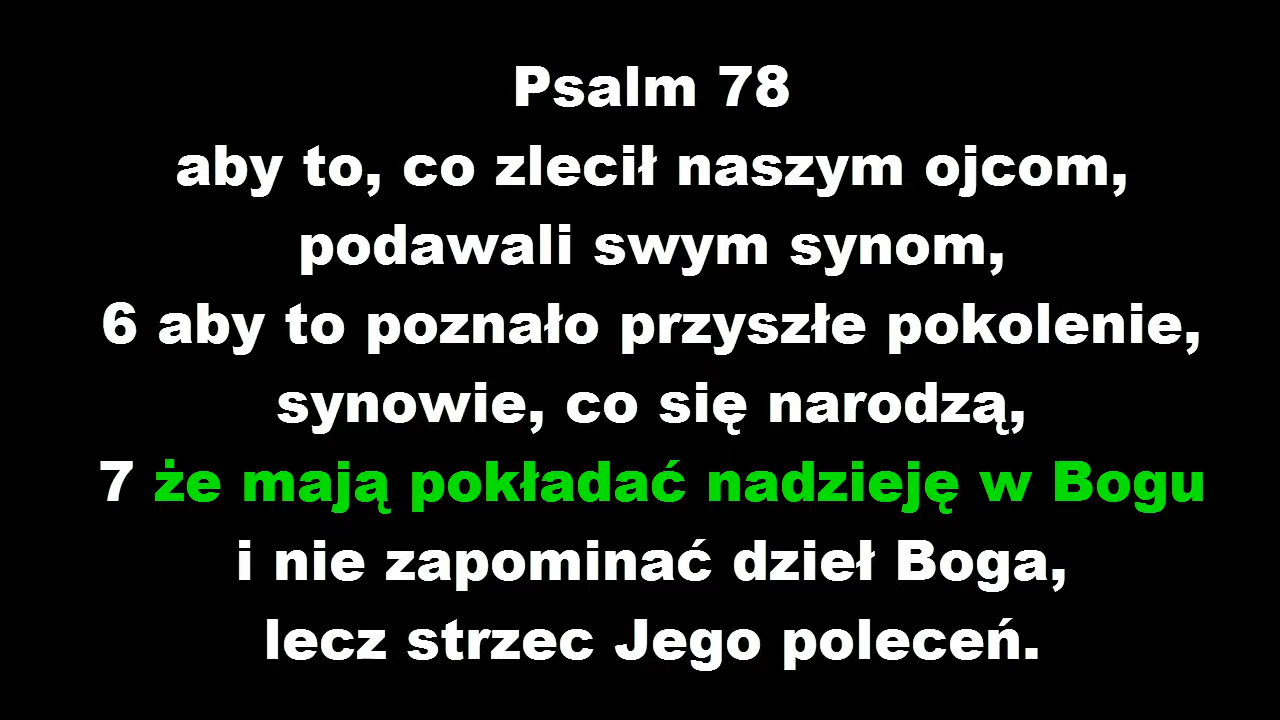 Psalm 78
aby to, co zlecił naszym ojcom,
podawali swym synom,
6 aby to poznało przyszłe pokolenie,
synowie, co się narodzą,
7 że mają pokładać nadzieję w Bogu
i nie zapominać dzieł Boga,
lecz strzec Jego poleceń.